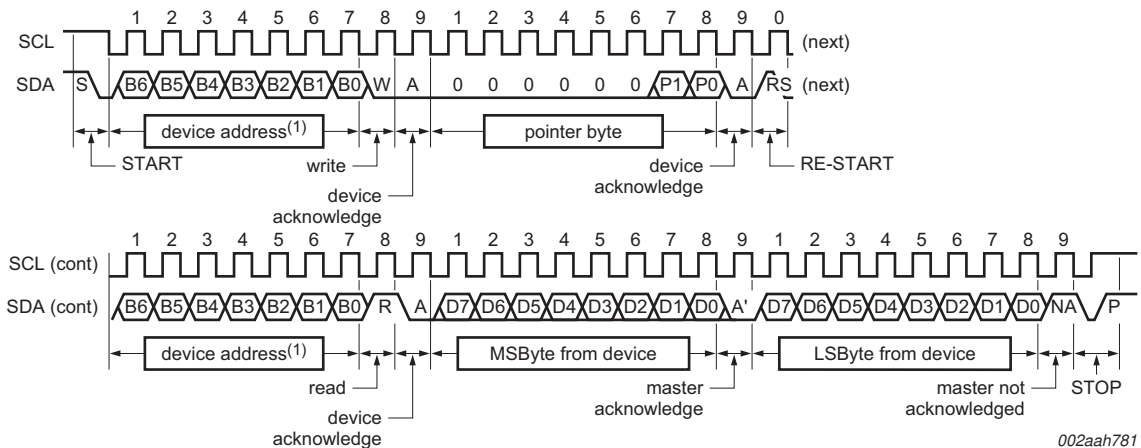 1 2 3 4 5 6 7 8 9 1 2 3 4 5 6 7 8 9 0
SCL (next)
SDA S B6 B5 B4 B3 B2 B1 B0 W A 0 0 0 0 0 0 P1 P0 A RS (next)
device address(1) pointer byte
START write device acknowledge RE-START
device acknowledge
1 2 3 4 5 6 7 8 9 1 2 3 4 5 6 7 8 9 1 2 3 4 5 6 7 8 9
SCL (cont)
SDA (cont) B6 B5 B4 B3 B2 B1 B0 R A D7 D6 D5 D4 D3 D2 D1 D0 A' D7 D6 D5 D4 D3 D2 D1 D0 NA P
device address(1) MSByte from device LSByte from device
read master acknowledge master not acknowledged STOP
device acknowledge
002aah781